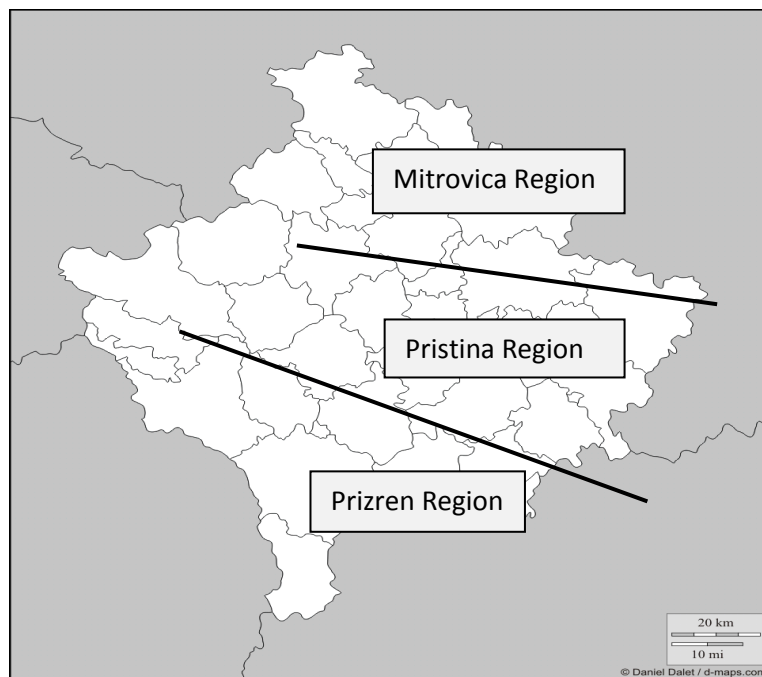 Mitrovica Region
Pristina Region
Prizren Region
20 km
10 mi
© Daniel Dalet / d-maps.com